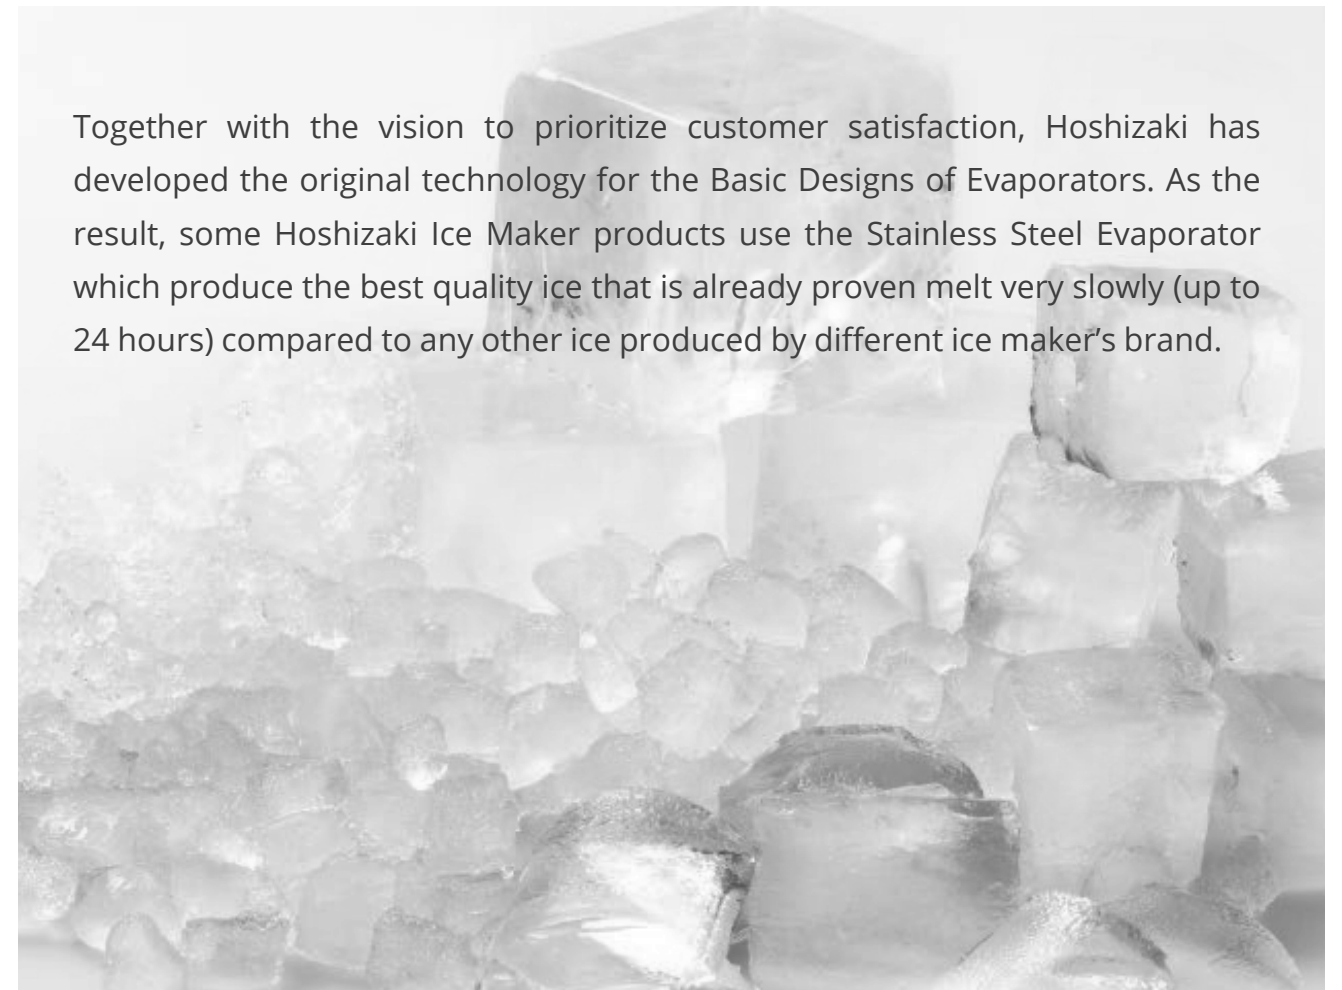 Together with the vision to prioritize customer satisfaction, Hoshizaki has
developed the original technology for the Basic Designs of Evaporators. As the
result, some Hoshizaki Ice Maker products use the Stainless Steel Evaporator
which produce the best quality ice that is already proven melt very slowly (up to
24 hours) compared to any other ice produced by different ice maker’s brand.